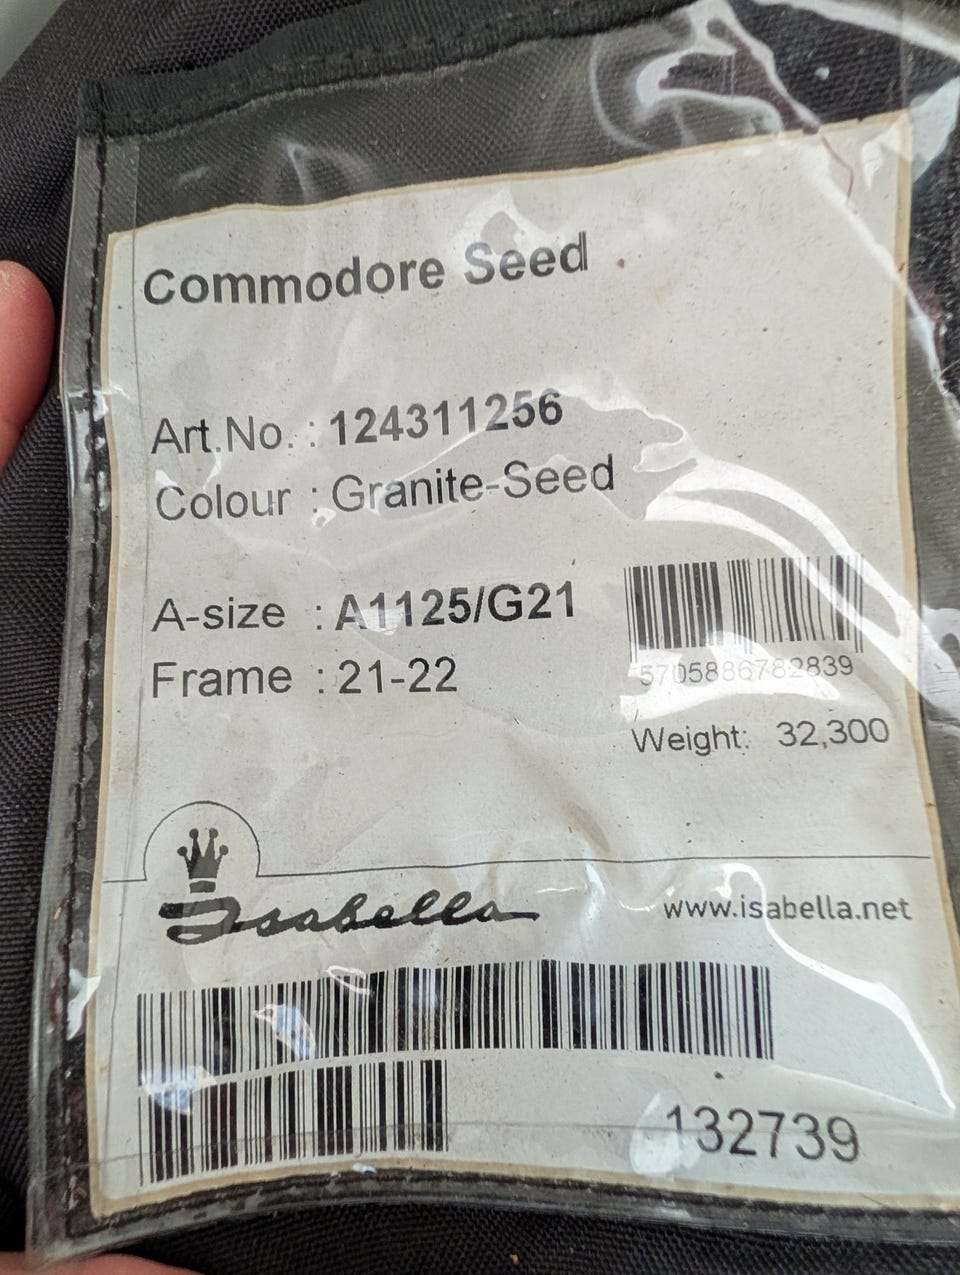 Commodore Seed
Art.No. : 124311256
Colour : Granite-Seed
A-size : A1125/G21
Frame : 21-22
5705886782839
Weight: 32,300
Isabella
www.isabella.net
132739